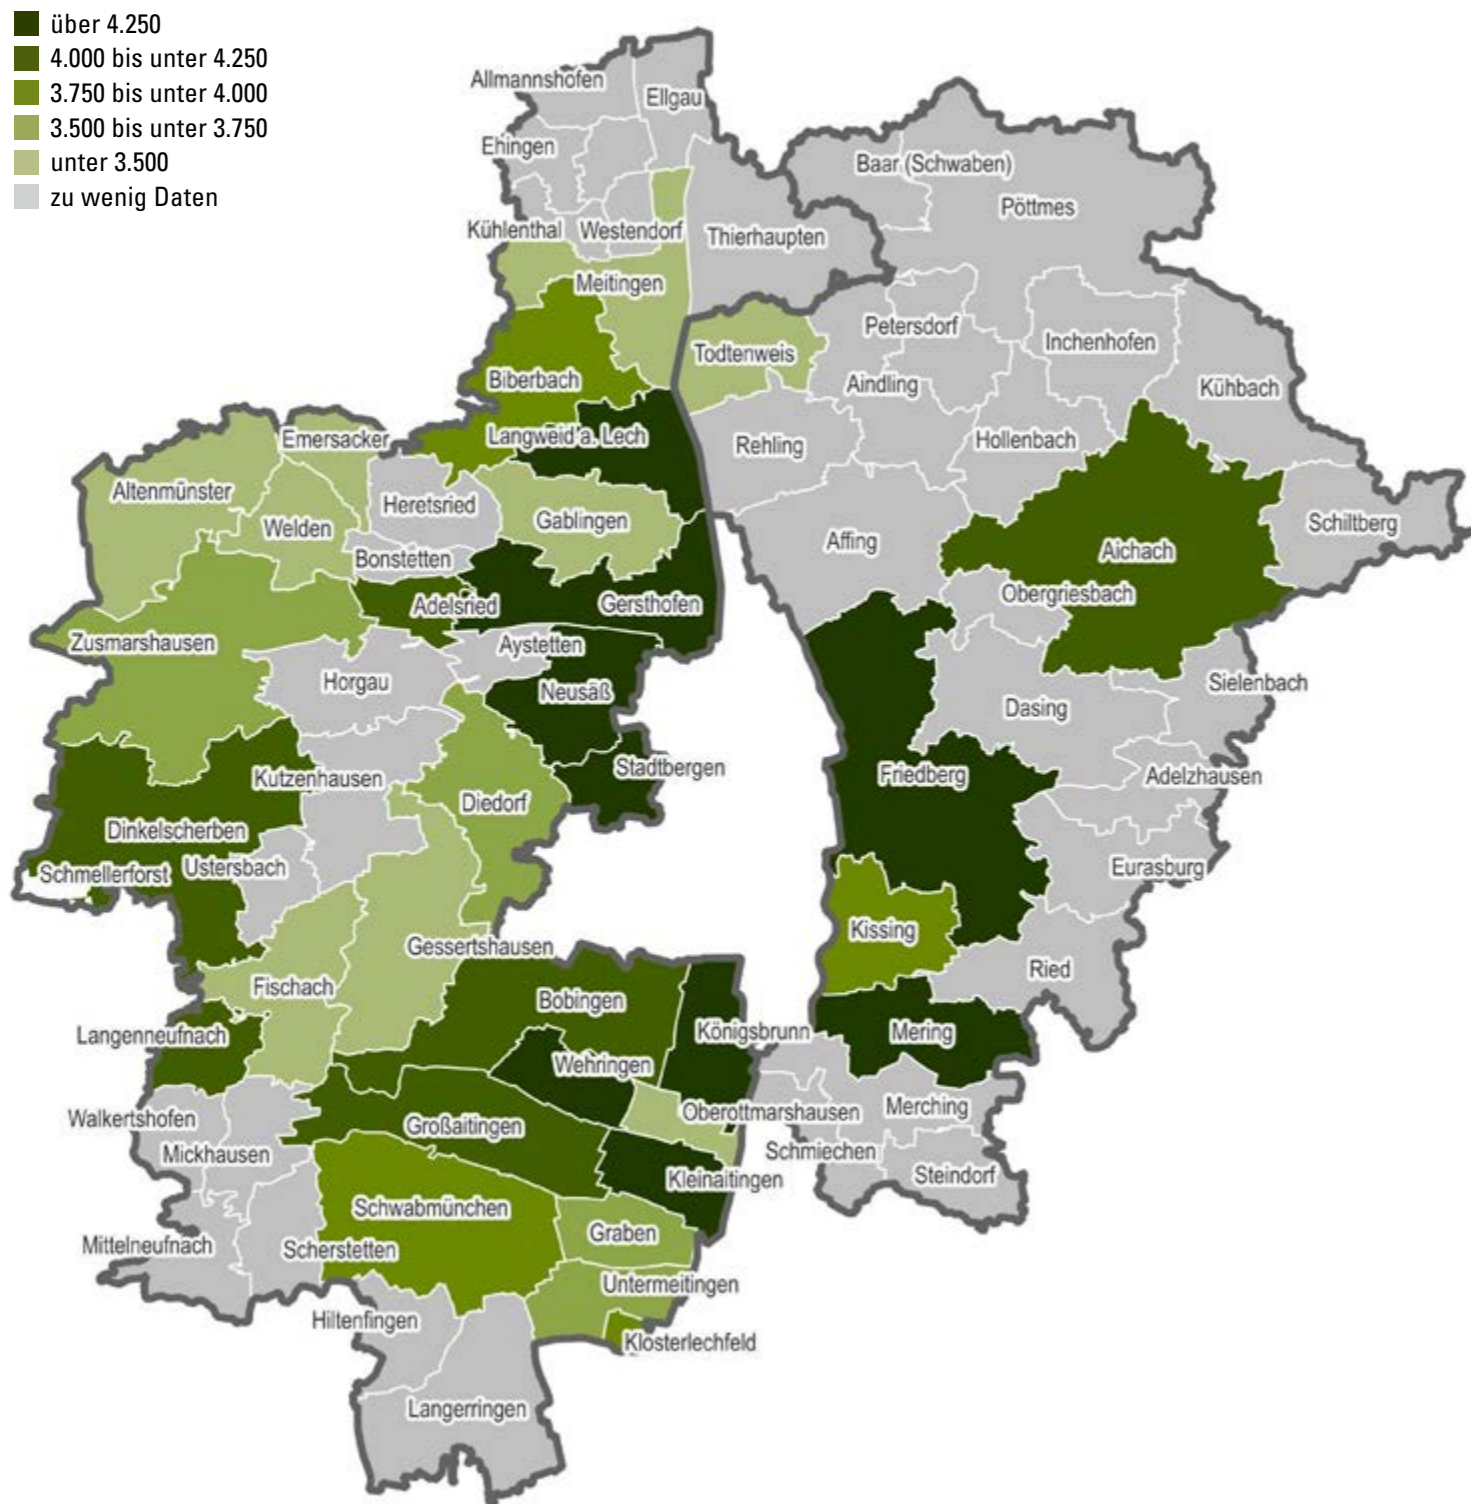 über 4.250
4.000 bis unter 4.250
3.750 bis unter 4.000
3.500 bis unter 3.750
unter 3.500
zu wenig Daten
Allmannshofen
Ellgau
Ehingen
Baar (Schwaben)
Pöttmes
Kühlenthal
Westendorf
Thierhaupten
Meitingen
Petersdorf
Inchenhofen
Todtenweis
Biberbach
Aindling
Kühbach
Emersacker
Langweid a. Lech
Rehling
Hollenbach
Altenmünster
Heretsried
Gablingen
Schiltberg
Welden
Affing
Aichach
Bonstetten
Obergriesbach
Adelsried
Gersthofen
Zusmarshausen
Aystetten
Horgau
Neusäß
Sielenbach
Dasing
Stadtbergen
Kutzenhausen
Friedberg
Adelzhausen
Diedorf
Dinkelscherben
Ustersbach
Schmellerforst
Eurasburg
Kissing
Gessertshausen
Ried
Fischach
Bobingen
Langenneufnach
Königsbrunn
Mering
Wehringen
Walkertshofen
Oberottmarshausen
Merching
Großaitingen
Mickhausen
Schmiechen
Steindorf
Kleinaitingen
Schwabmünchen
Graben
Mittelneufnach
Scherstetten
Untermeitingen
Hiltenfingen
Klosterlechfeld
Langerringen